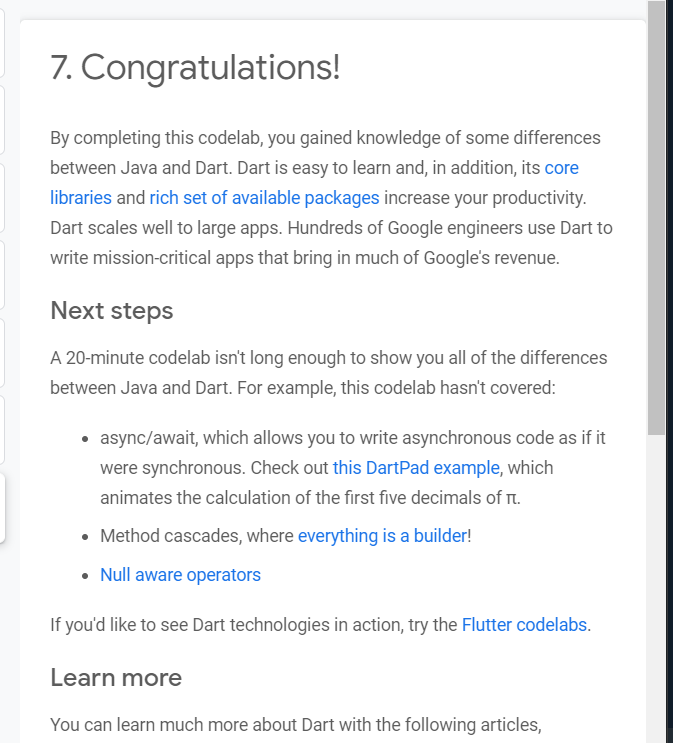 7. Congratulations!
By completing this codelab, you gained knowledge of some differences
between Java and Dart. Dart is easy to learn and, in addition, its core
libraries and rich set of available packages increase your productivity.
Dart scales well to large apps. Hundreds of Google engineers use Dart to
write mission-critical apps that bring in much of Google's revenue.
Next steps
A 20-minute codelab isn't long enough to show you all of the differences
between Java and Dart. For example, this codelab hasn't covered:
• async/await, which allows you to write asynchronous code as if it
were synchronous. Check out this DartPad example, which
animates the calculation of the first five decimals of π.
• Method cascades, where everything is a builder!
• Null aware operators
If you'd like to see Dart technologies in action, try the Flutter codelabs.
Learn more
You can learn much more about Dart with the following articles,